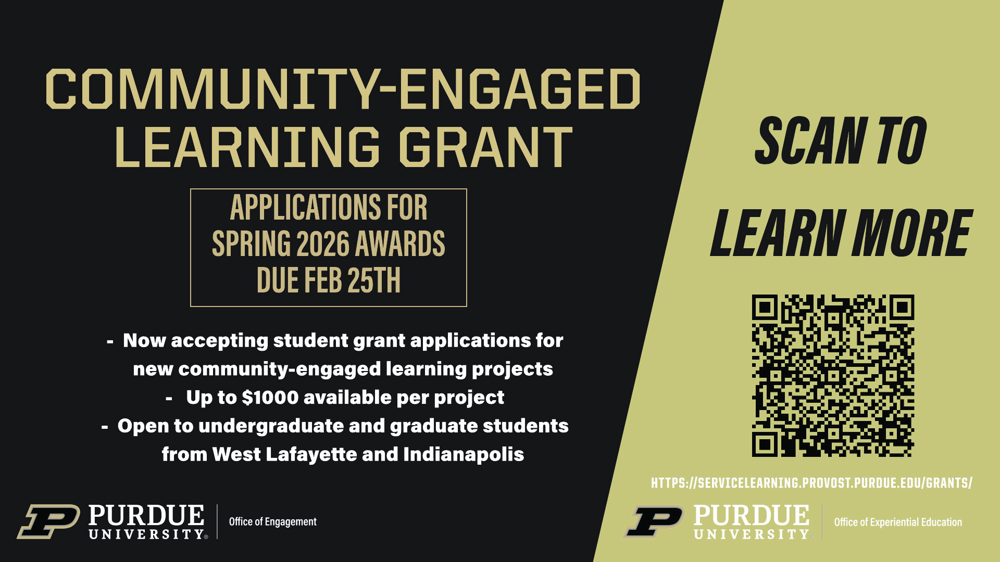 COMMUNITY-ENGAGED
LEARNING GRANT
APPLICATIONS FOR
SPRING 2026 AWARDS
DUE FEB 25TH
- Now accepting student grant applications for
new community-engaged learning projects
- Up to $1000 available per project
- Open to undergraduate and graduate students
from West Lafayette and Indianapolis
P PURDUE
UNIVERSITY®
Office of Engagement
SCAN TO
LEARN MORE
HTTPS://SERVICELEARNING.PROVOST.PURDUE.EDU/GRANTS/
P PURDUE
UNIVERSITY®
Office of Experiential Education